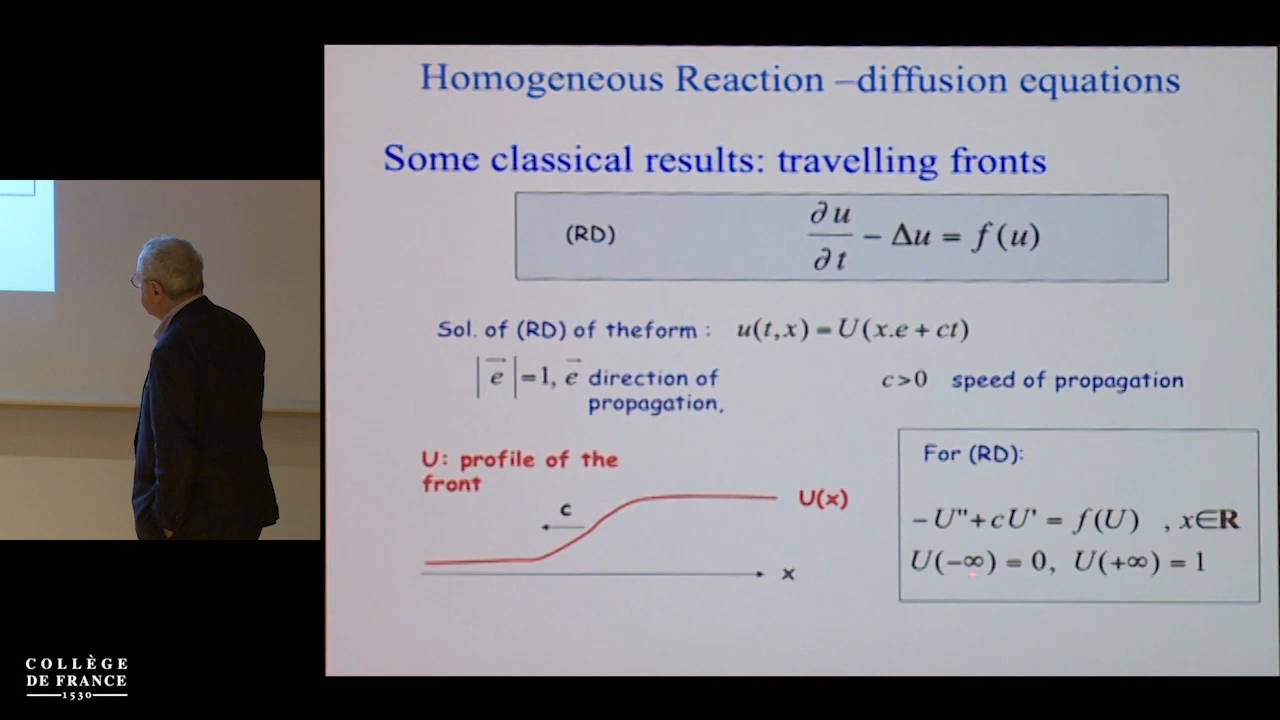 Homogeneous Reaction –diffusion equations
Some classical results: travelling fronts
(RD) ∂u/∂t − Δu = f(u)
Sol. of (RD) of theform : u(t,x) = U(x.e + ct)
|e⃗|=1, e⃗ direction of propagation,
c>0 speed of propagation
U: profile of the
front
c
U(x)
x
For (RD):
-U"+cU' = f(U) , x∈R
U(−∞) = 0, U(+∞) = 1
COLLÈGE
DE FRANCE
1530